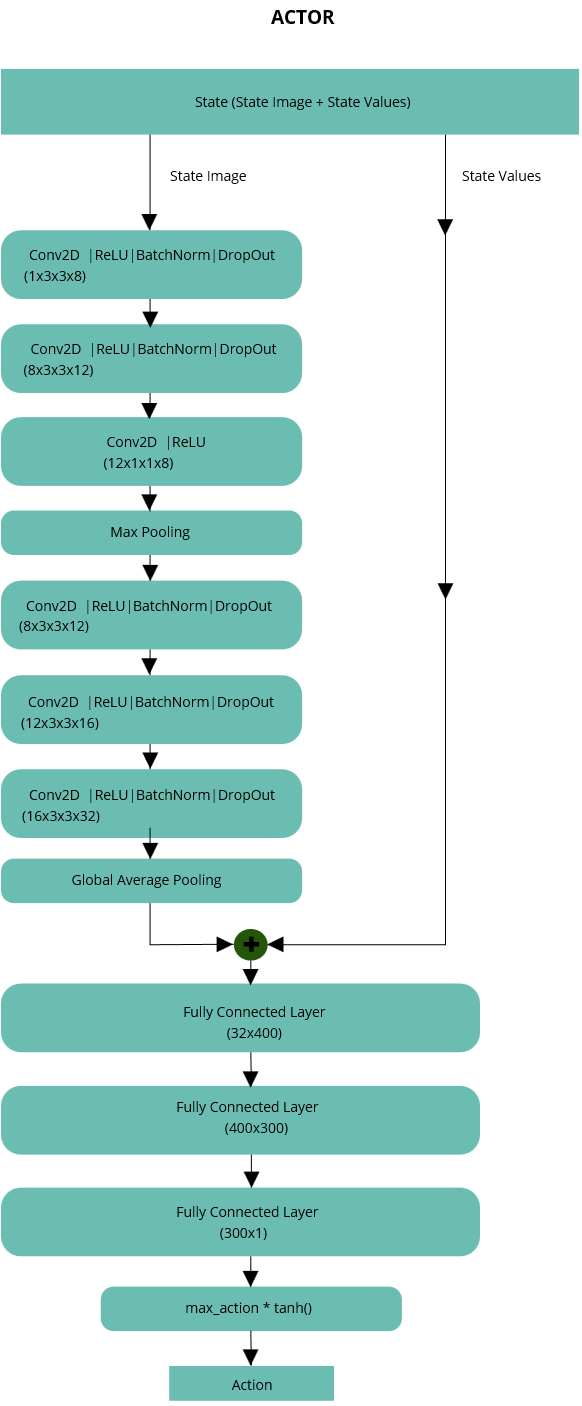 ACTOR
State (State Image + State Values)
State Image
State Values
Conv2D |ReLU|BatchNorm|DropOut
(1x3x3x8)
Conv2D |ReLU|BatchNorm|DropOut
(8x3x3x12)
Conv2D |ReLU
(12x1x1x8)
Max Pooling
Conv2D |ReLU|BatchNorm|DropOut
(8x3x3x12)
Conv2D |ReLU|BatchNorm|DropOut
(12x3x3x16)
Conv2D |ReLU|BatchNorm|DropOut
(16x3x3x32)
Global Average Pooling
Fully Connected Layer
(32x400)
Fully Connected Layer
(400x300)
Fully Connected Layer
(300x1)
max_action * tanh()
Action